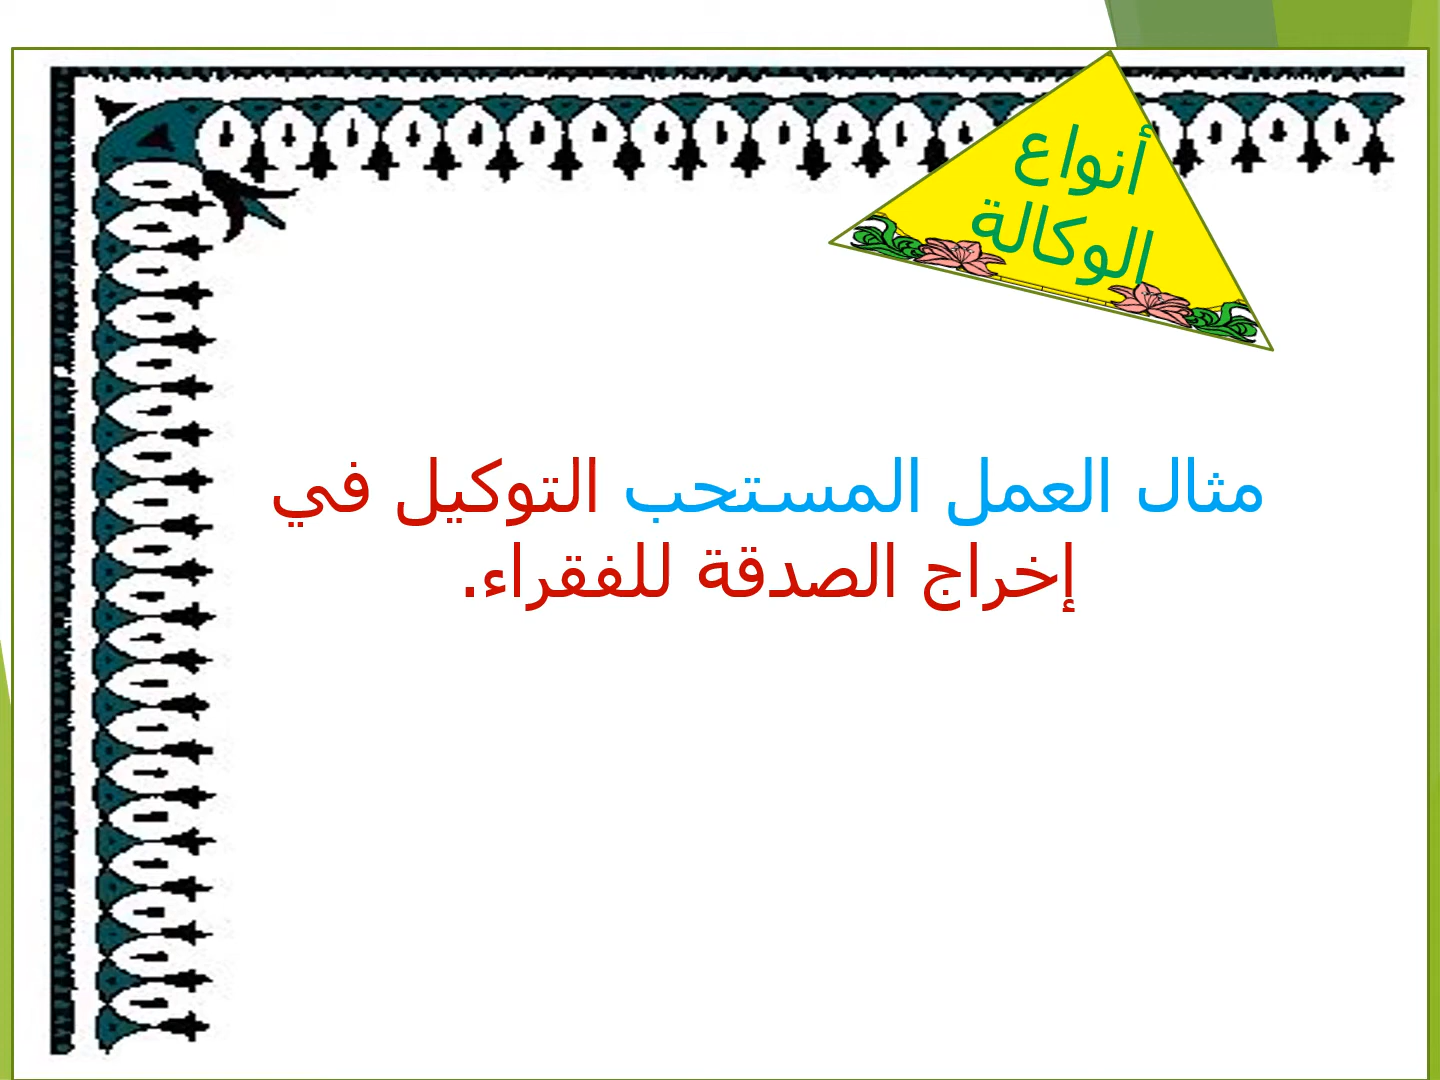 أنواع
الوكالة
مثال العمل المستحب التوكيل في
إخراج الصدقة للفقراء.